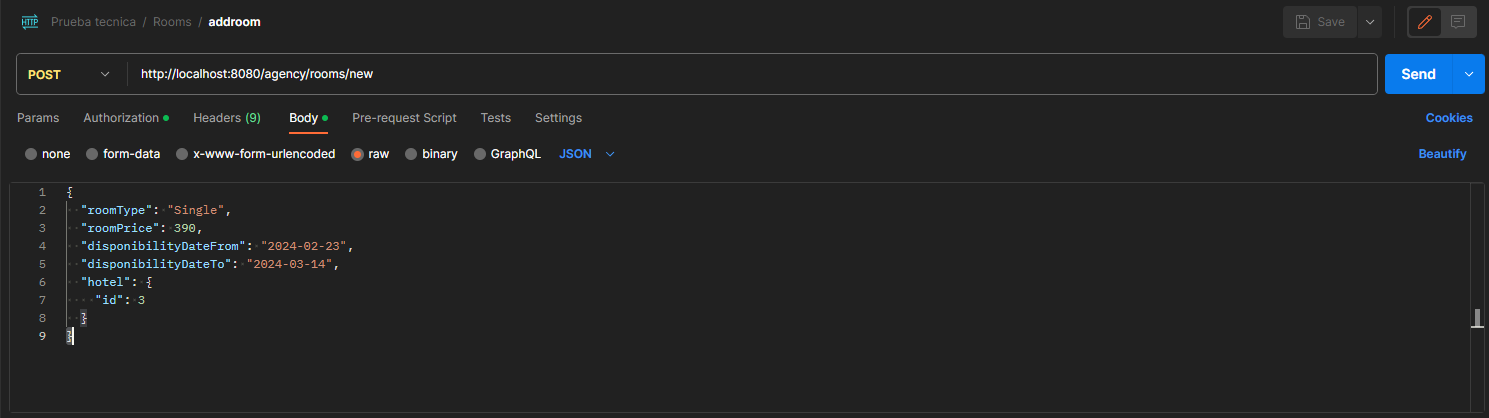 HTTP Prueba tecnica / Rooms / addroom Save
POST http://localhost:8080/agency/rooms/new Send
Params Authorization Headers (9) Body Pre-request Script Tests Settings Cookies
none form-data x-www-form-urlencoded raw binary GraphQL JSON Beautify
1 {
2 "roomType": "Single",
3 "roomPrice": 390,
4 "disponibilityDateFrom": "2024-02-23",
5 "disponibilityDateTo": "2024-03-14",
6 "hotel": {
7 "id": 3
8 }
9 }